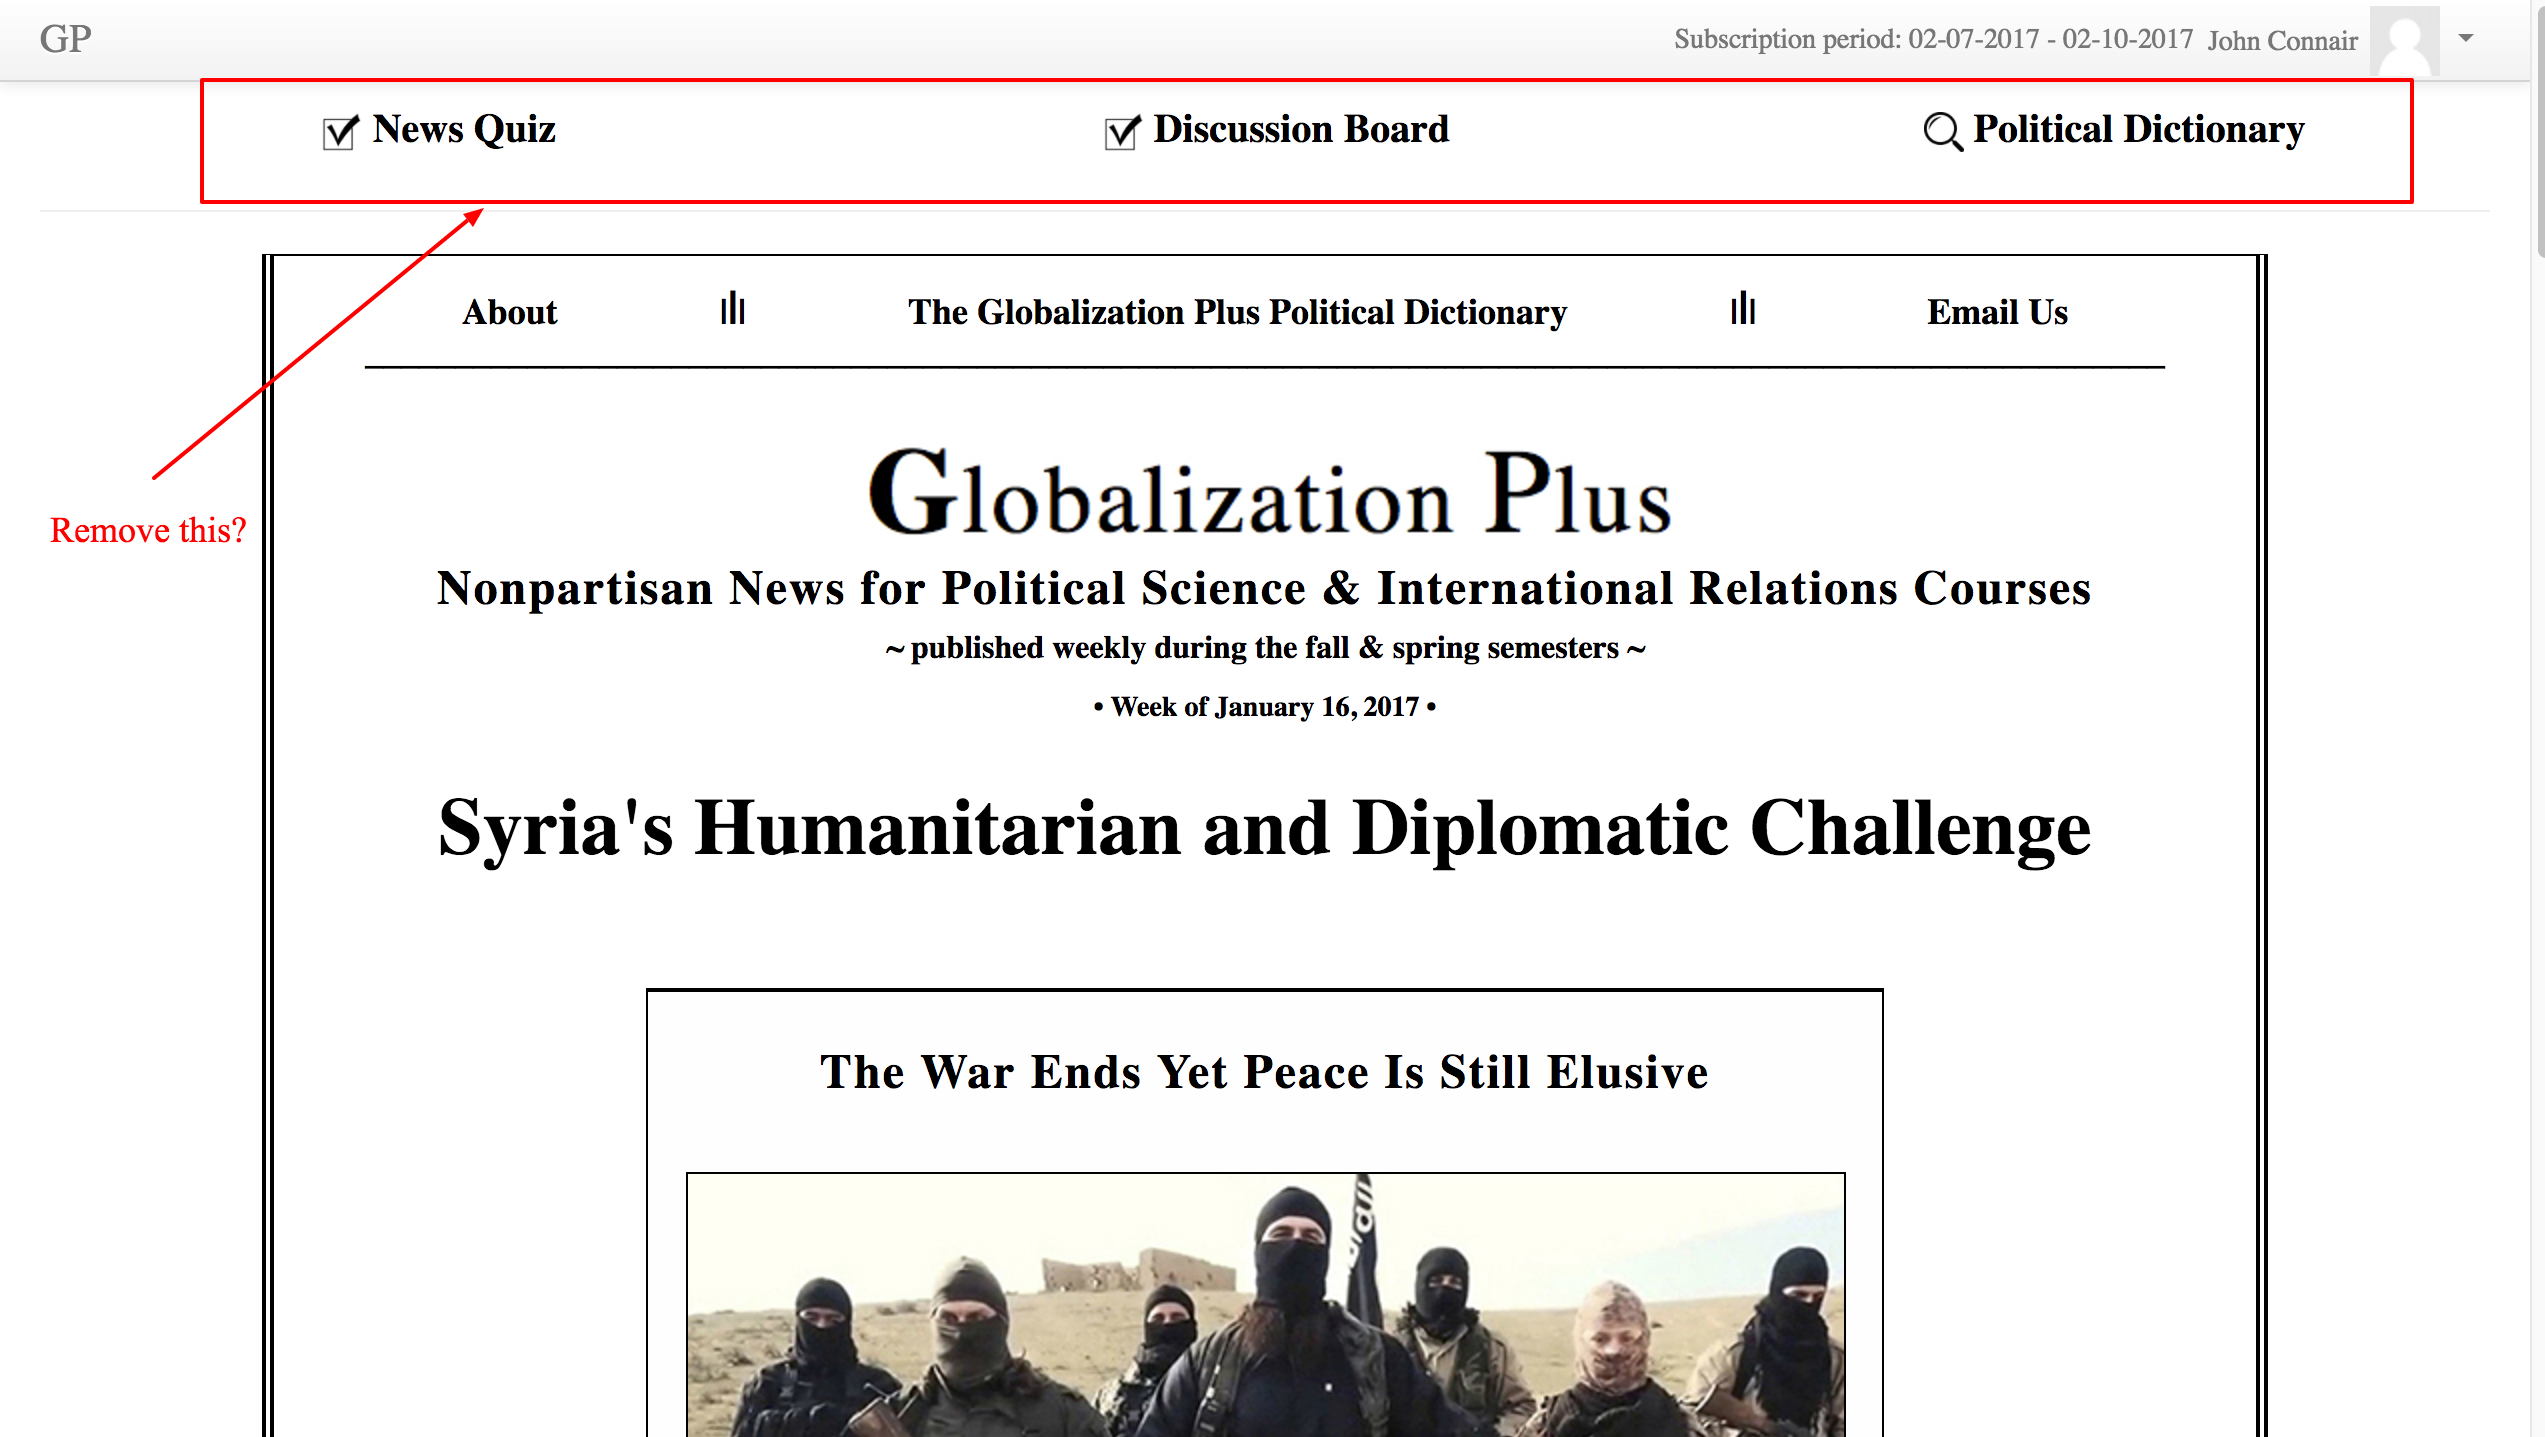 GP
Subscription period: 02-07-2017 - 02-10-2017 John Connair
News Quiz
Discussion Board
Political Dictionary
About
The Globalization Plus Political Dictionary
Email Us
Remove this?
Globalization Plus
Nonpartisan News for Political Science & International Relations Courses
~ published weekly during the fall & spring semesters ~
• Week of January 16, 2017 •
Syria's Humanitarian and Diplomatic Challenge
The War Ends Yet Peace Is Still Elusive